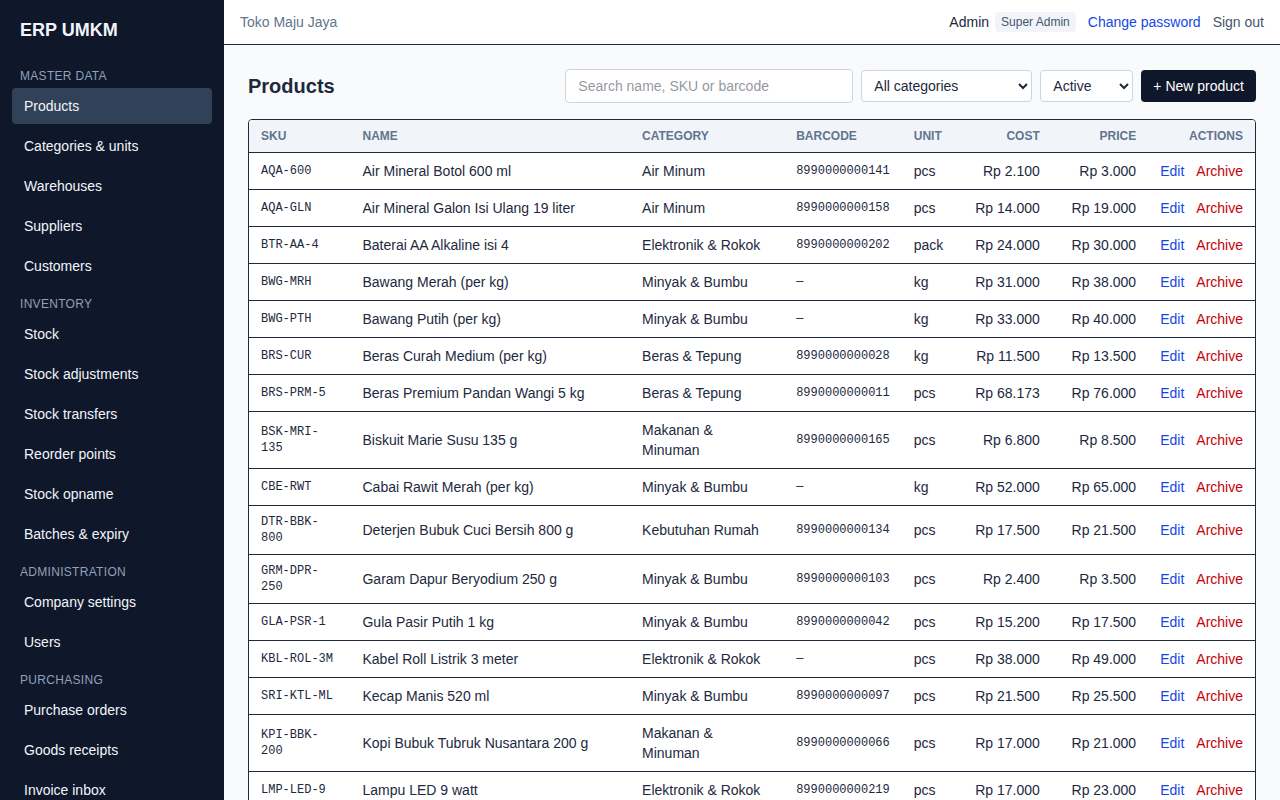 ERP UMKM
MASTER DATA
Products
Categories & units
Warehouses
Suppliers
Customers
INVENTORY
Stock
Stock adjustments
Stock transfers
Reorder points
Stock opname
Batches & expiry
ADMINISTRATION
Company settings
Users
PURCHASING
Purchase orders
Goods receipts
Invoice inbox
Toko Maju Jaya
Admin Super Admin Change password Sign out
Products
Search name, SKU or barcode
All categories
Active
+ New product
SKU NAME CATEGORY BARCODE UNIT COST PRICE ACTIONS
AQA-600 Air Mineral Botol 600 ml Air Minum 8990000000141 pcs Rp 2.100 Rp 3.000 Edit Archive
AQA-GLN Air Mineral Galon Isi Ulang 19 liter Air Minum 8990000000158 pcs Rp 14.000 Rp 19.000 Edit Archive
BTR-AA-4 Baterai AA Alkaline isi 4 Elektronik & Rokok 8990000000202 pack Rp 24.000 Rp 30.000 Edit Archive
BWG-MRH Bawang Merah (per kg) Minyak & Bumbu – kg Rp 31.000 Rp 38.000 Edit Archive
BWG-PTH Bawang Putih (per kg) Minyak & Bumbu – kg Rp 33.000 Rp 40.000 Edit Archive
BRS-CUR Beras Curah Medium (per kg) Beras & Tepung 8990000000028 kg Rp 11.500 Rp 13.500 Edit Archive
BRS-PRM-5 Beras Premium Pandan Wangi 5 kg Beras & Tepung 8990000000011 pcs Rp 68.173 Rp 76.000 Edit Archive
BSK-MRI-
135 Biskuit Marie Susu 135 g Makanan &
Minuman 8990000000165 pcs Rp 6.800 Rp 8.500 Edit Archive
CBE-RWT Cabai Rawit Merah (per kg) Minyak & Bumbu – kg Rp 52.000 Rp 65.000 Edit Archive
DTR-BBK-
800 Deterjen Bubuk Cuci Bersih 800 g Kebutuhan Rumah 8990000000134 pcs Rp 17.500 Rp 21.500 Edit Archive
GRM-DPR-
250 Garam Dapur Beryodium 250 g Minyak & Bumbu 8990000000103 pcs Rp 2.400 Rp 3.500 Edit Archive
GLA-PSR-1 Gula Pasir Putih 1 kg Minyak & Bumbu 8990000000042 pcs Rp 15.200 Rp 17.500 Edit Archive
KBL-ROL-3M Kabel Roll Listrik 3 meter Elektronik & Rokok – pcs Rp 38.000 Rp 49.000 Edit Archive
SRI-KTL-ML Kecap Manis 520 ml Minyak & Bumbu 8990000000097 pcs Rp 21.500 Rp 25.500 Edit Archive
KPI-BBK-
200 Kopi Bubuk Tubruk Nusantara 200 g Makanan &
Minuman 8990000000066 pcs Rp 17.000 Rp 21.000 Edit Archive
LMP-LED-9 Lampu LED 9 watt Elektronik & Rokok 8990000000219 pcs Rp 17.000 Rp 23.000 Edit Archive